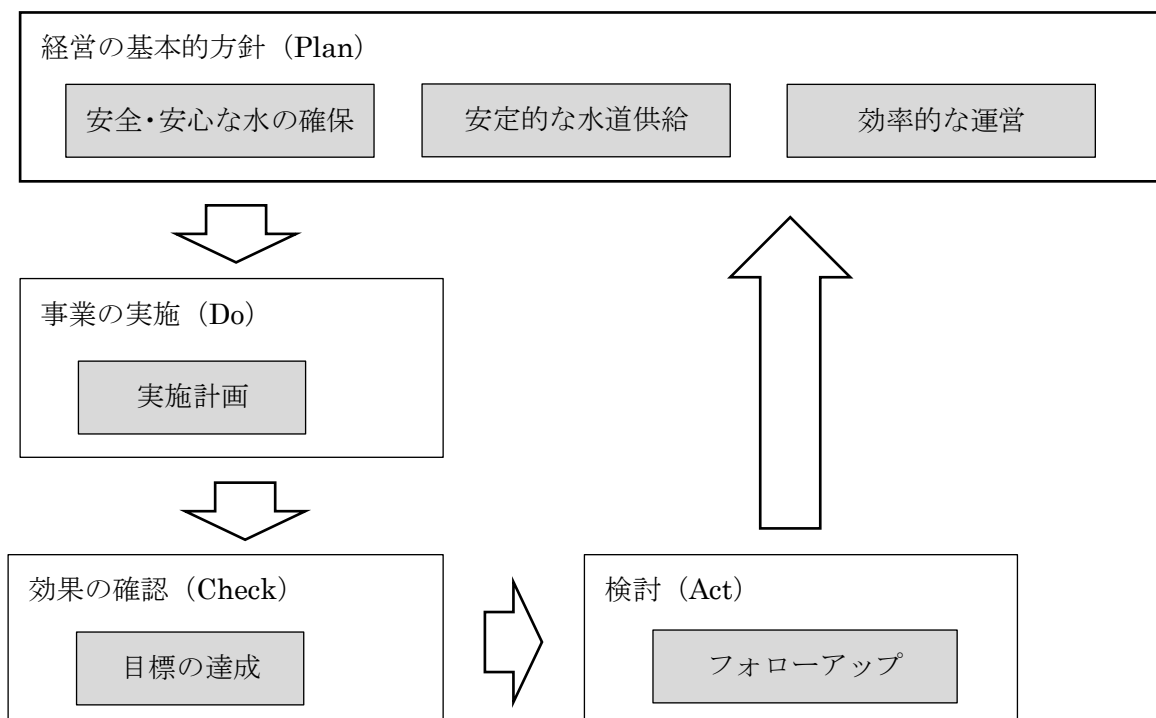 経営の基本的方針（Plan）
安全・安心な水の確保
安定的な水道供給
効率的な運営
事業の実施（Do）
実施計画
効果の確認（Check）
目標の達成
検討（Act）
フォローアップ